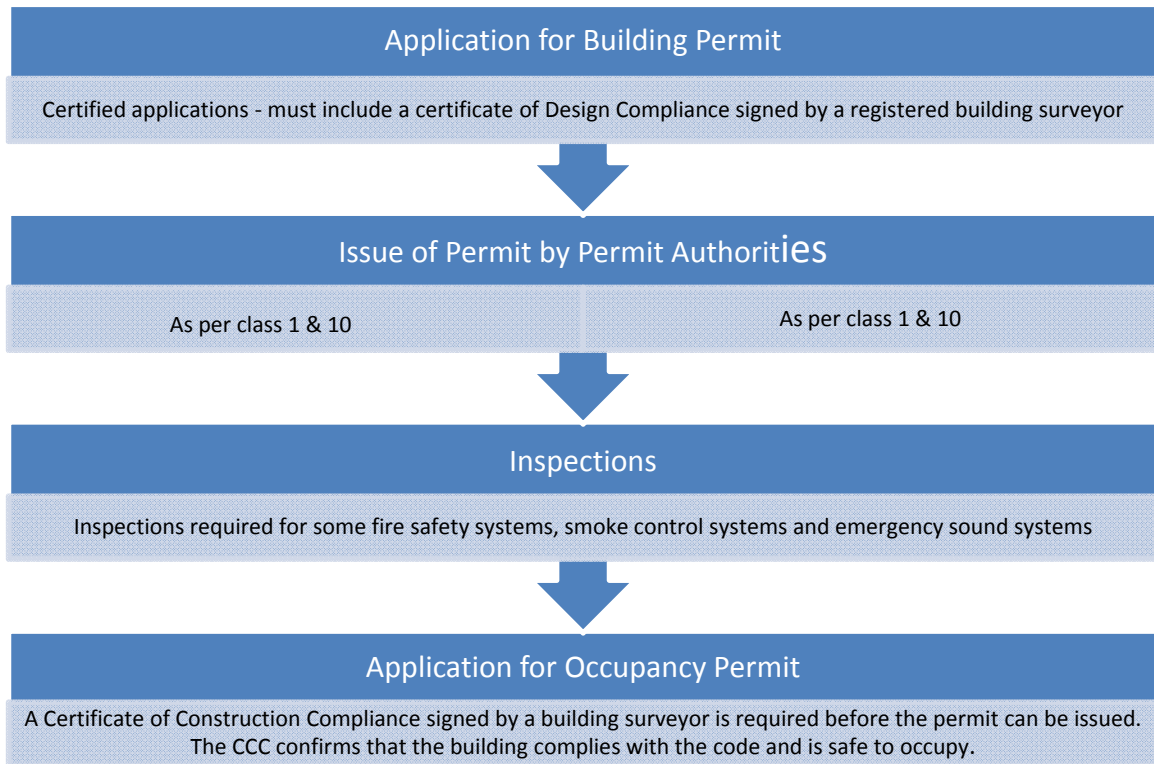 Application for Building Permit
Certified applications - must include a certificate of Design Compliance signed by a registered building surveyor
Issue of Permit by Permit Authorities
As per class 1 & 10
As per class 1 & 10
Inspections
Inspections required for some fire safety systems, smoke control systems and emergency sound systems
Application for Occupancy Permit
A Certificate of Construction Compliance signed by a building surveyor is required before the permit can be issued.
The CCC confirms that the building complies with the code and is safe to occupy.